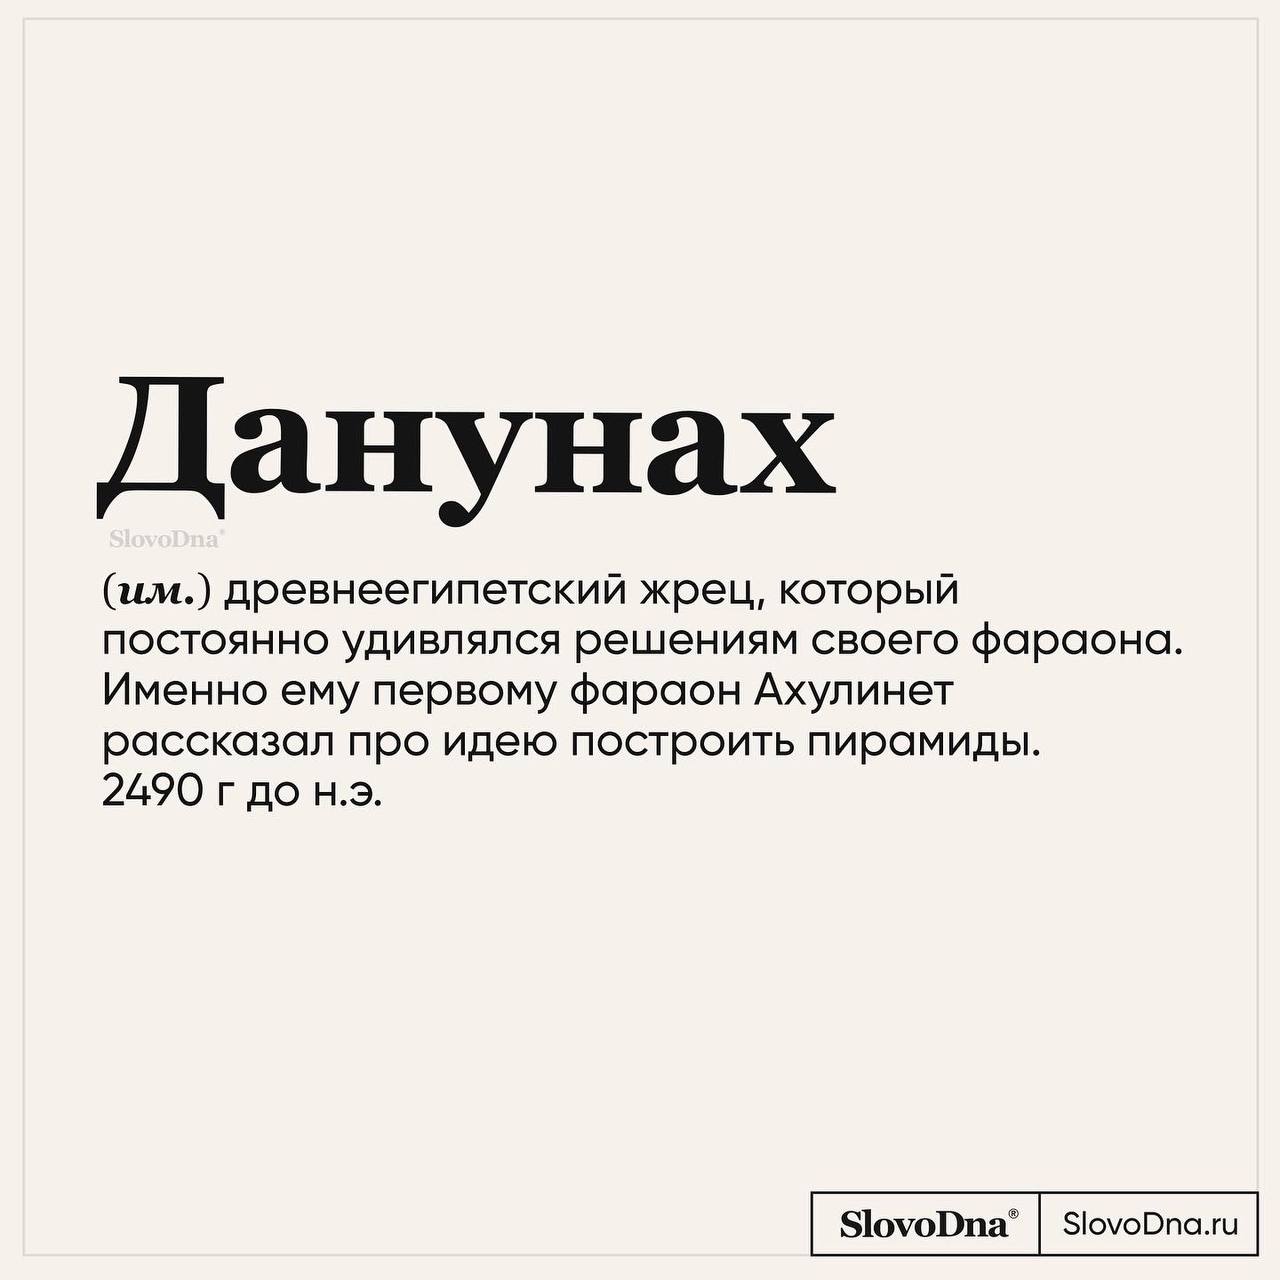 Данунах
SlovoDna®
(им.) древнеегипетский жрец, который
постоянно удивлялся решениям своего фараона.
Именно ему первому фараон Ахулинет
рассказал про идею построить пирамиды.
2490 г до н.э.
SlovoDna®
SlovoDna.ru